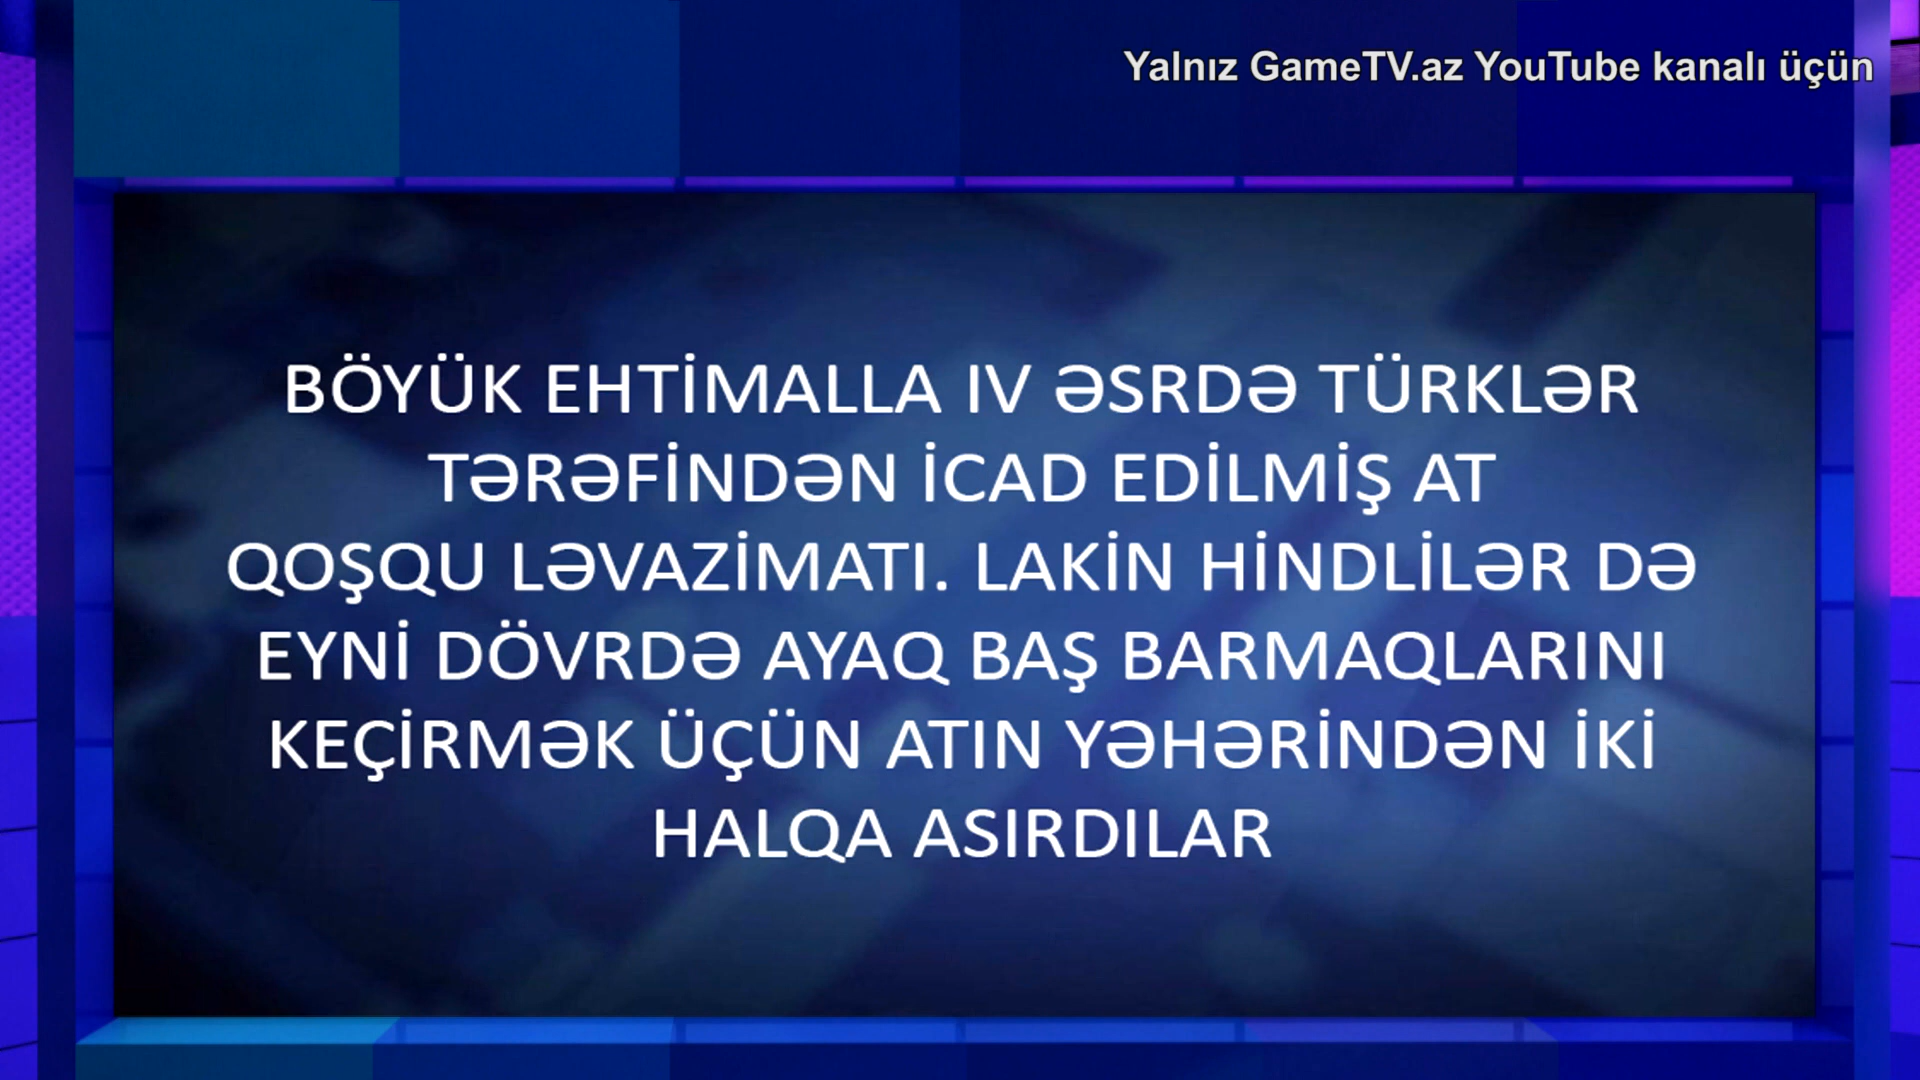 Yalnız GameTV.az YouTube kanalı üçün
BÖYÜK EHTİMALLA IV ƏSRDƏ TÜRKLƏR
TƏRƏFİNDƏN İCAD EDİLMİŞ AT
QOŞQU LƏVAZİMATI. LAKİN HİNDLİLƏR DƏ
EYNİ DÖVRDƏ AYAQ BAŞ BARMAQLARINI
KEÇİRMƏK ÜÇÜN ATIN YƏHƏRİNDƏN İKİ
HALQA ASIRDILAR